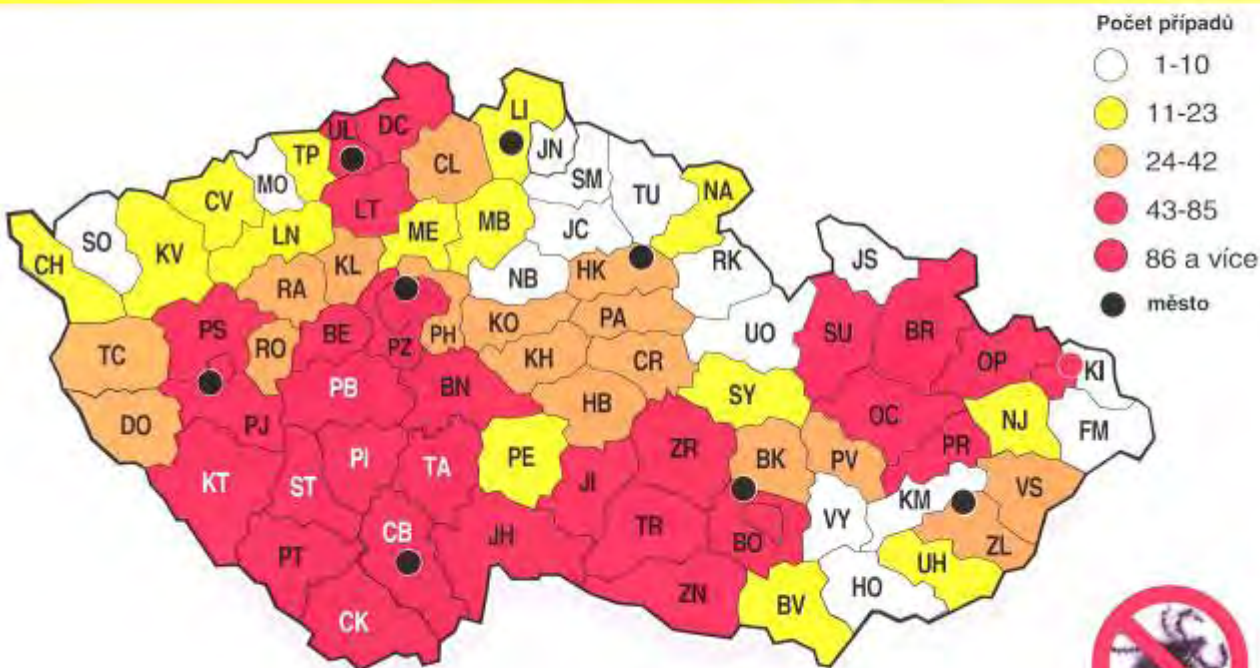 Počet případů
1-10
11-23
24-42
43-85
86 a více
město
LI
UL
DC
JN
TP
CL
MO
SM
TU
NA
CV
LT
ME
MB
JC
SO
KV
LN
CH
KL
NB
HK
RK
JS
RA
PS
BE
PH
KO
PA
UO
SU
BR
TC
RO
PZ
KH
CR
OP
KI
PB
BN
HB
SY
DO
PJ
OC
NJ
FM
PI
TA
PE
ZR
BK
PV
PR
KT
ST
JI
KM
VS
CB
JH
TR
BO
VY
ZL
PT
UH
ZN
BV
HO
CK